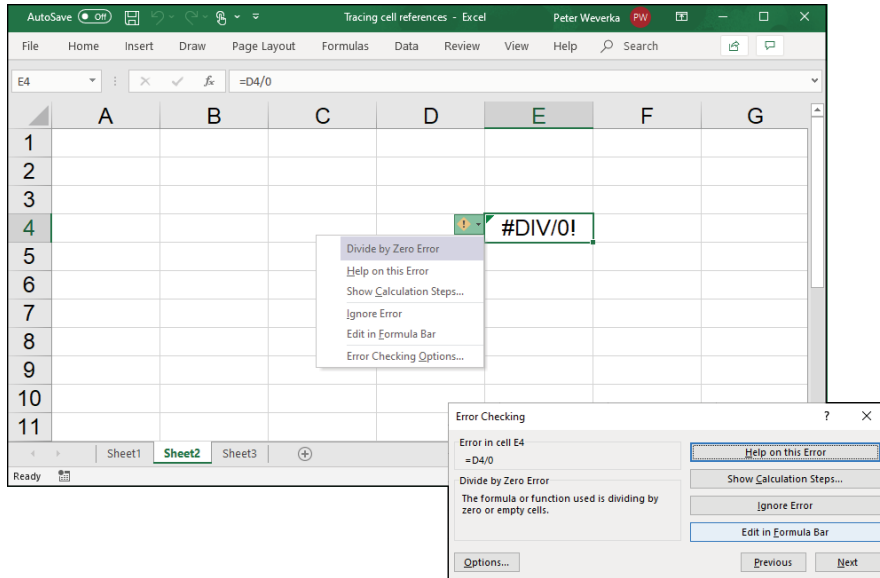 AutoSave Off Tracing cell references - Excel Peter Weverka PW
File Home Insert Draw Page Layout Formulas Data Review View Help Search
E4 fx =D4/0
A B C D E F G
1
2
3
4 #DIV/0!
5
6
7
8
9
10
11
Divide by Zero Error
Help on this Error
Show Calculation Steps...
Ignore Error
Edit in Formula Bar
Error Checking Options...
Sheet1 Sheet2 Sheet3
Ready
Error Checking ? X
Error in cell E4
=D4/0
Divide by Zero Error
The formula or function used is dividing by
zero or empty cells.
Help on this Error
Show Calculation Steps...
Ignore Error
Edit in Formula Bar
Options... Previous Next